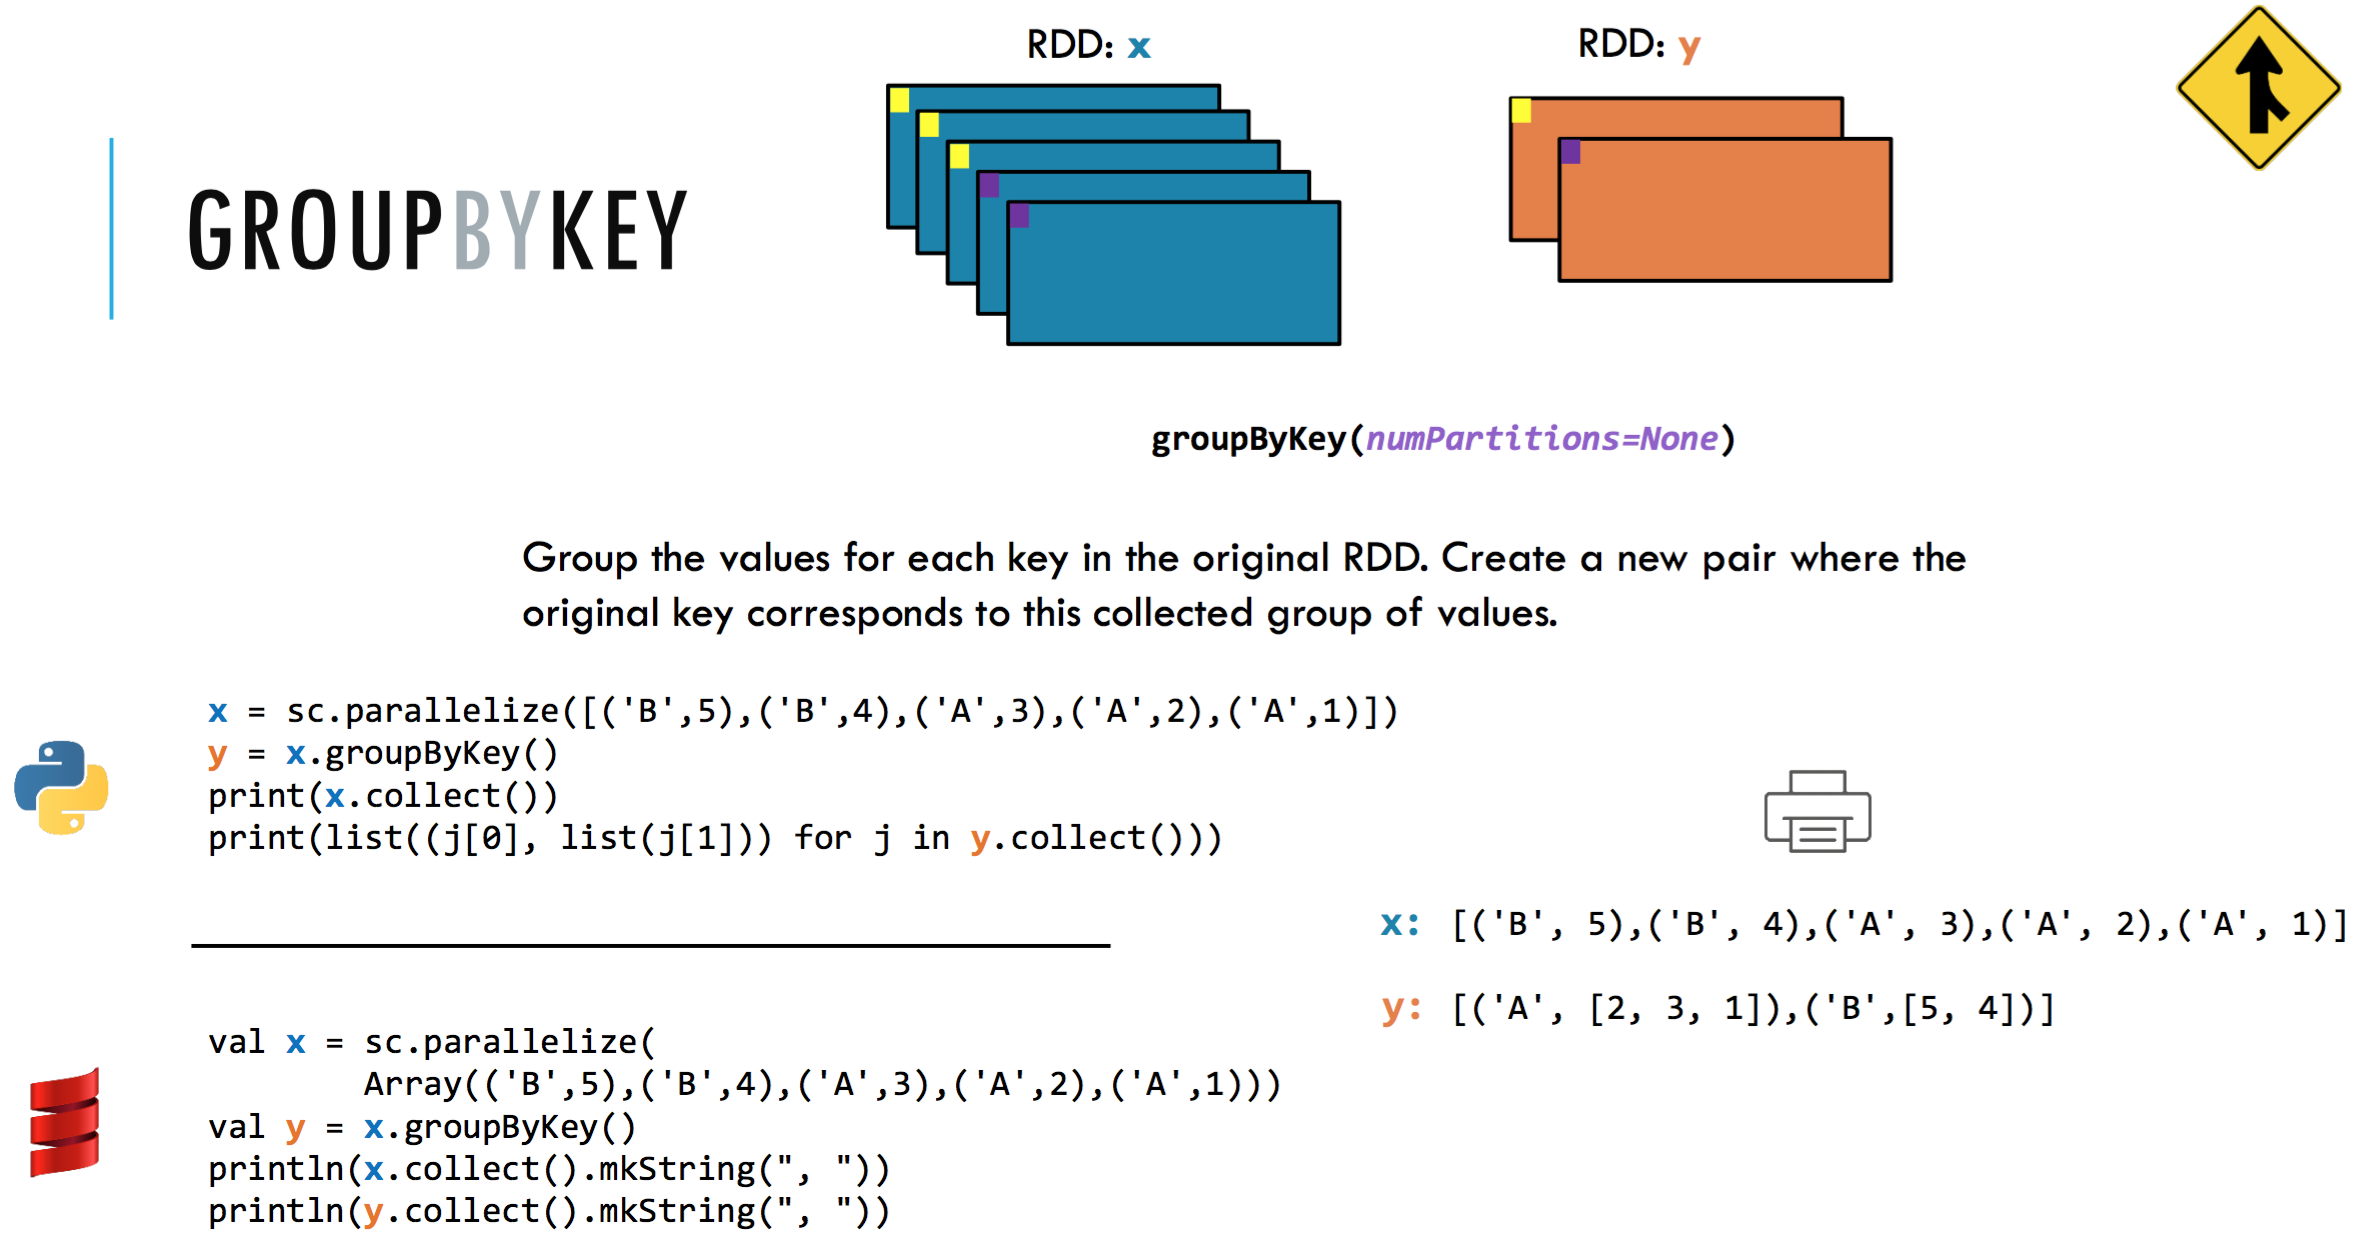 RDD: x
RDD: y
GROUPBYKEY
groupByKey(numPartitions=None)
Group the values for each key in the original RDD. Create a new pair where the
original key corresponds to this collected group of values.
x = sc.parallelize([('B',5),('B',4),('A',3),('A',2),('A',1)])
y = x.groupByKey()
print(x.collect())
print(list((j[0], list(j[1])) for j in y.collect()))
x: [('B', 5),('B', 4),('A', 3),('A', 2),('A', 1)]
y: [('A', [2, 3, 1]),('B',[5, 4])]
val x = sc.parallelize(
Array(('B',5),('B',4),('A',3),('A',2),('A',1)))
val y = x.groupByKey()
println(x.collect().mkString(", "))
println(y.collect().mkString(", "))